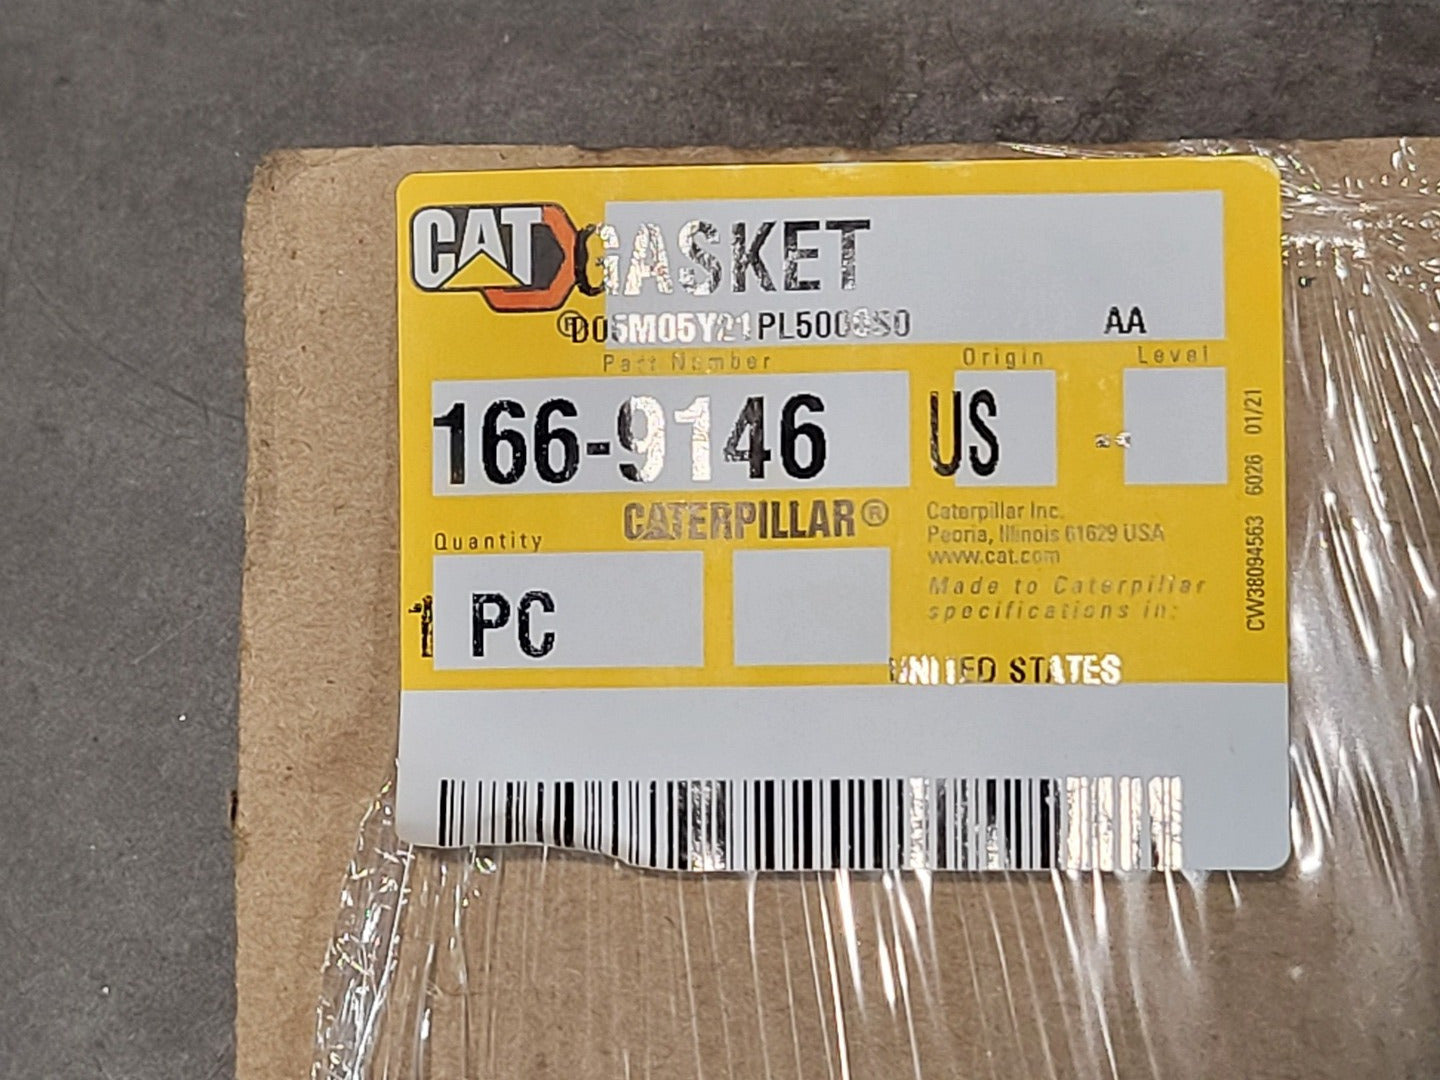 CAT GASKET
® D05M05Y21 PL5000S0 AA
Part Number Origin Level
166-9146 US
CATERPILLAR®
Caterpillar Inc.
Peoria, Illinois 61629 USA
www.cat.com
Made to Caterpillar
specifications in:
Quantity
1 PC
UNITED STATES
CW38094563 6026 01/21